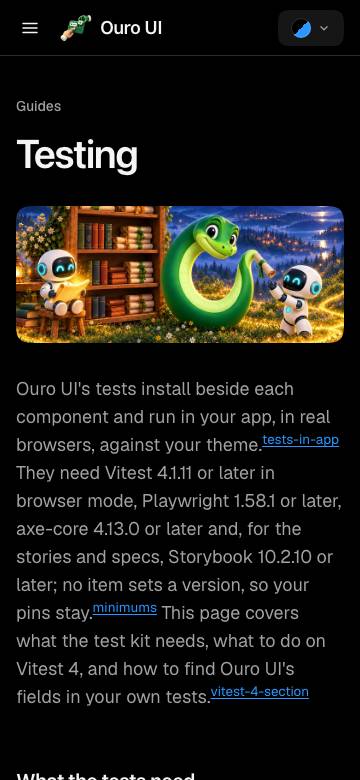 Ouro UI
Guides
Testing
Ouro UI's tests install beside each
component and run in your app, in real
browsers, against your theme.tests-in-app
They need Vitest 4.1.11 or later in
browser mode, Playwright 1.58.1 or later,
axe-core 4.13.0 or later and, for the
stories and specs, Storybook 10.2.10 or
later; no item sets a version, so your
pins stay.minimums This page covers
what the test kit needs, what to do on
Vitest 4, and how to find Ouro UI's
fields in your own tests.vitest-4-section
What the tests need